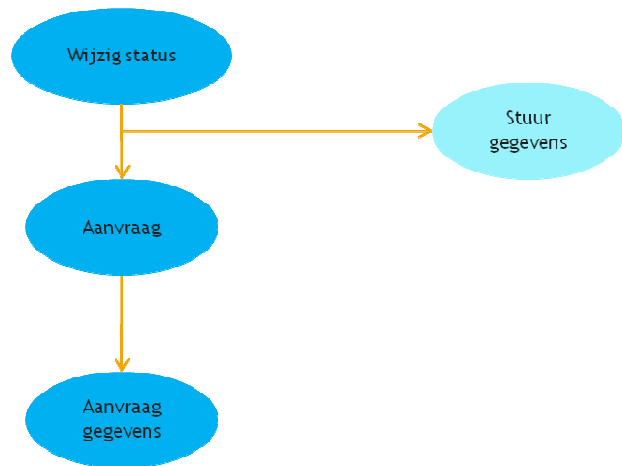 Wijzig status
Stuur
gegevens
Aanvraag
Aanvraag
gegevens